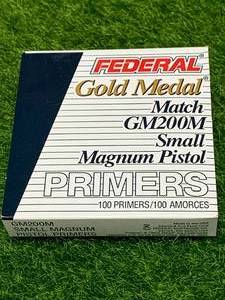 FEDERAL®
Gold Medal®
Match
GM200M
Small
Magnum Pistol
PRIMERS
100 PRIMERS/100 AMORCES
GM200M
SMALL MAGNUM
PISTOL PRIMERS